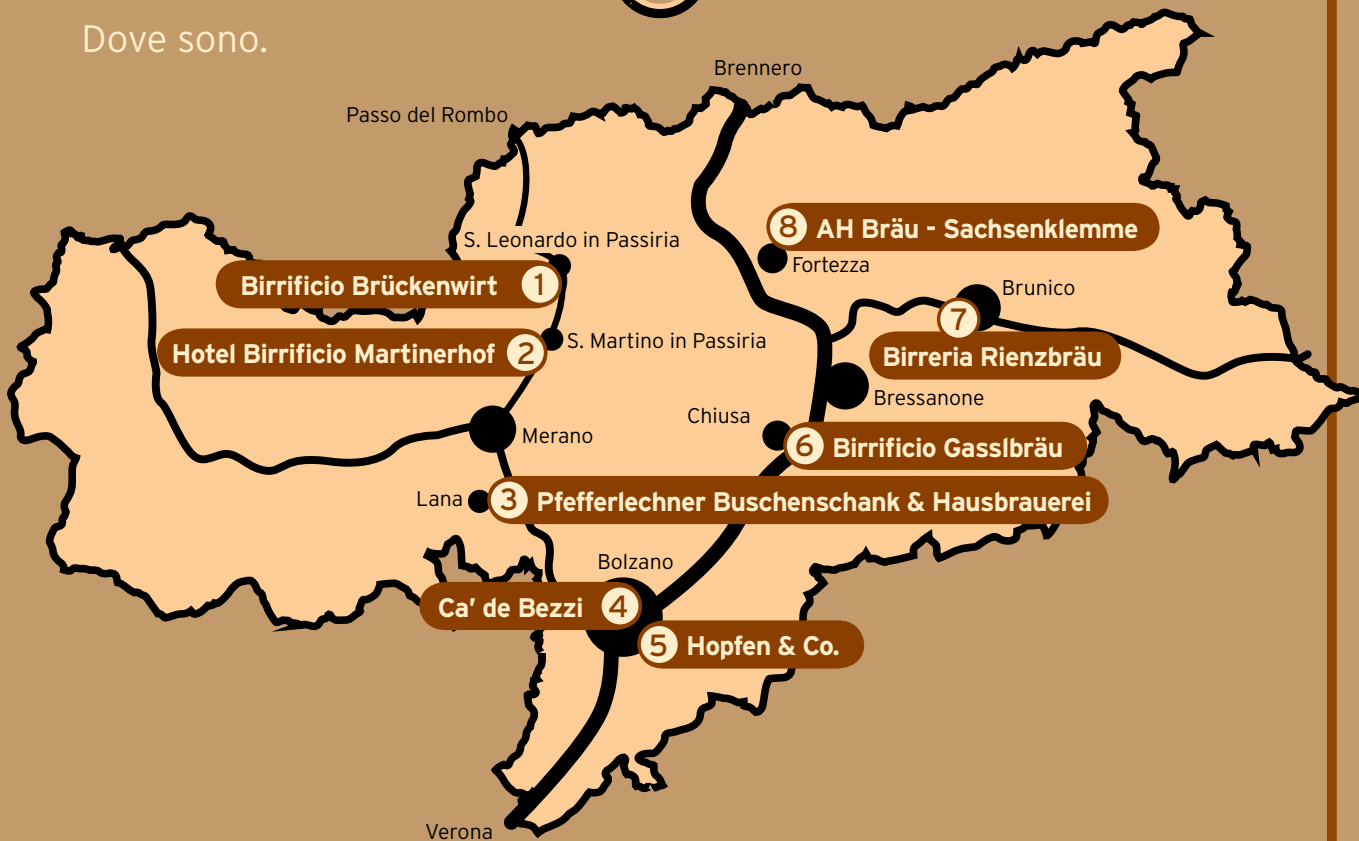 Dove sono.
Brennero
Passo del Rombo
8 AH Bräu - Sachsenklemme
S. Leonardo in Passiria
Fortezza
Birrificio Brückenwirt 1
Brunico
7
S. Martino in Passiria
Hotel Birrificio Martinerhof 2
Birreria Rienzbräu
Bressanone
Chiusa
Merano
6 Birrificio Gasslbräu
Lana
3 Pfefferlechner Buschenschank & Hausbrauerei
Bolzano
Ca' de Bezzi 4
5 Hopfen & Co.
Verona